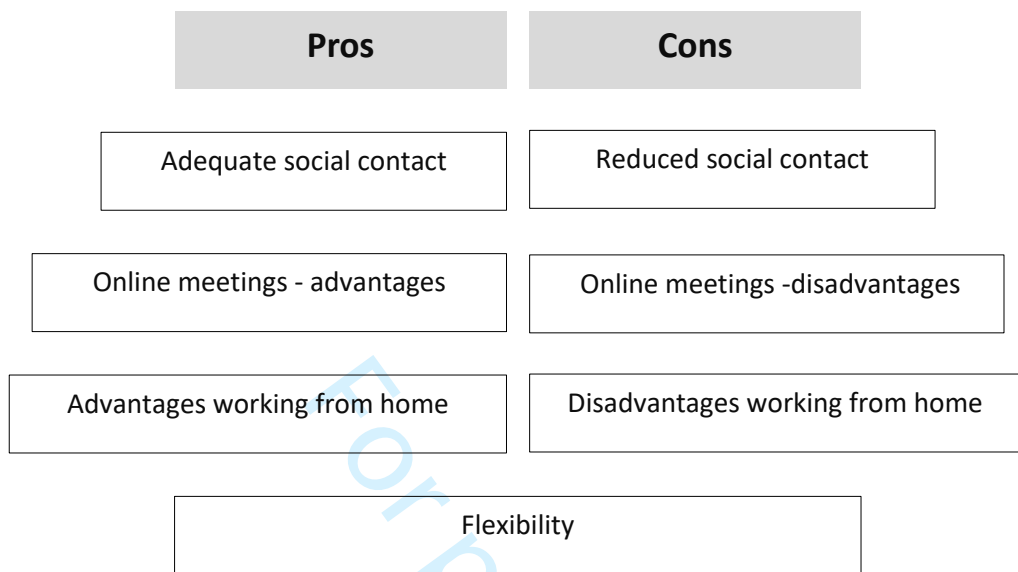 Pros
Cons
Adequate social contact
Reduced social contact
Online meetings - advantages
Online meetings -disadvantages
Advantages working from home
Disadvantages working from home
Flexibility
For